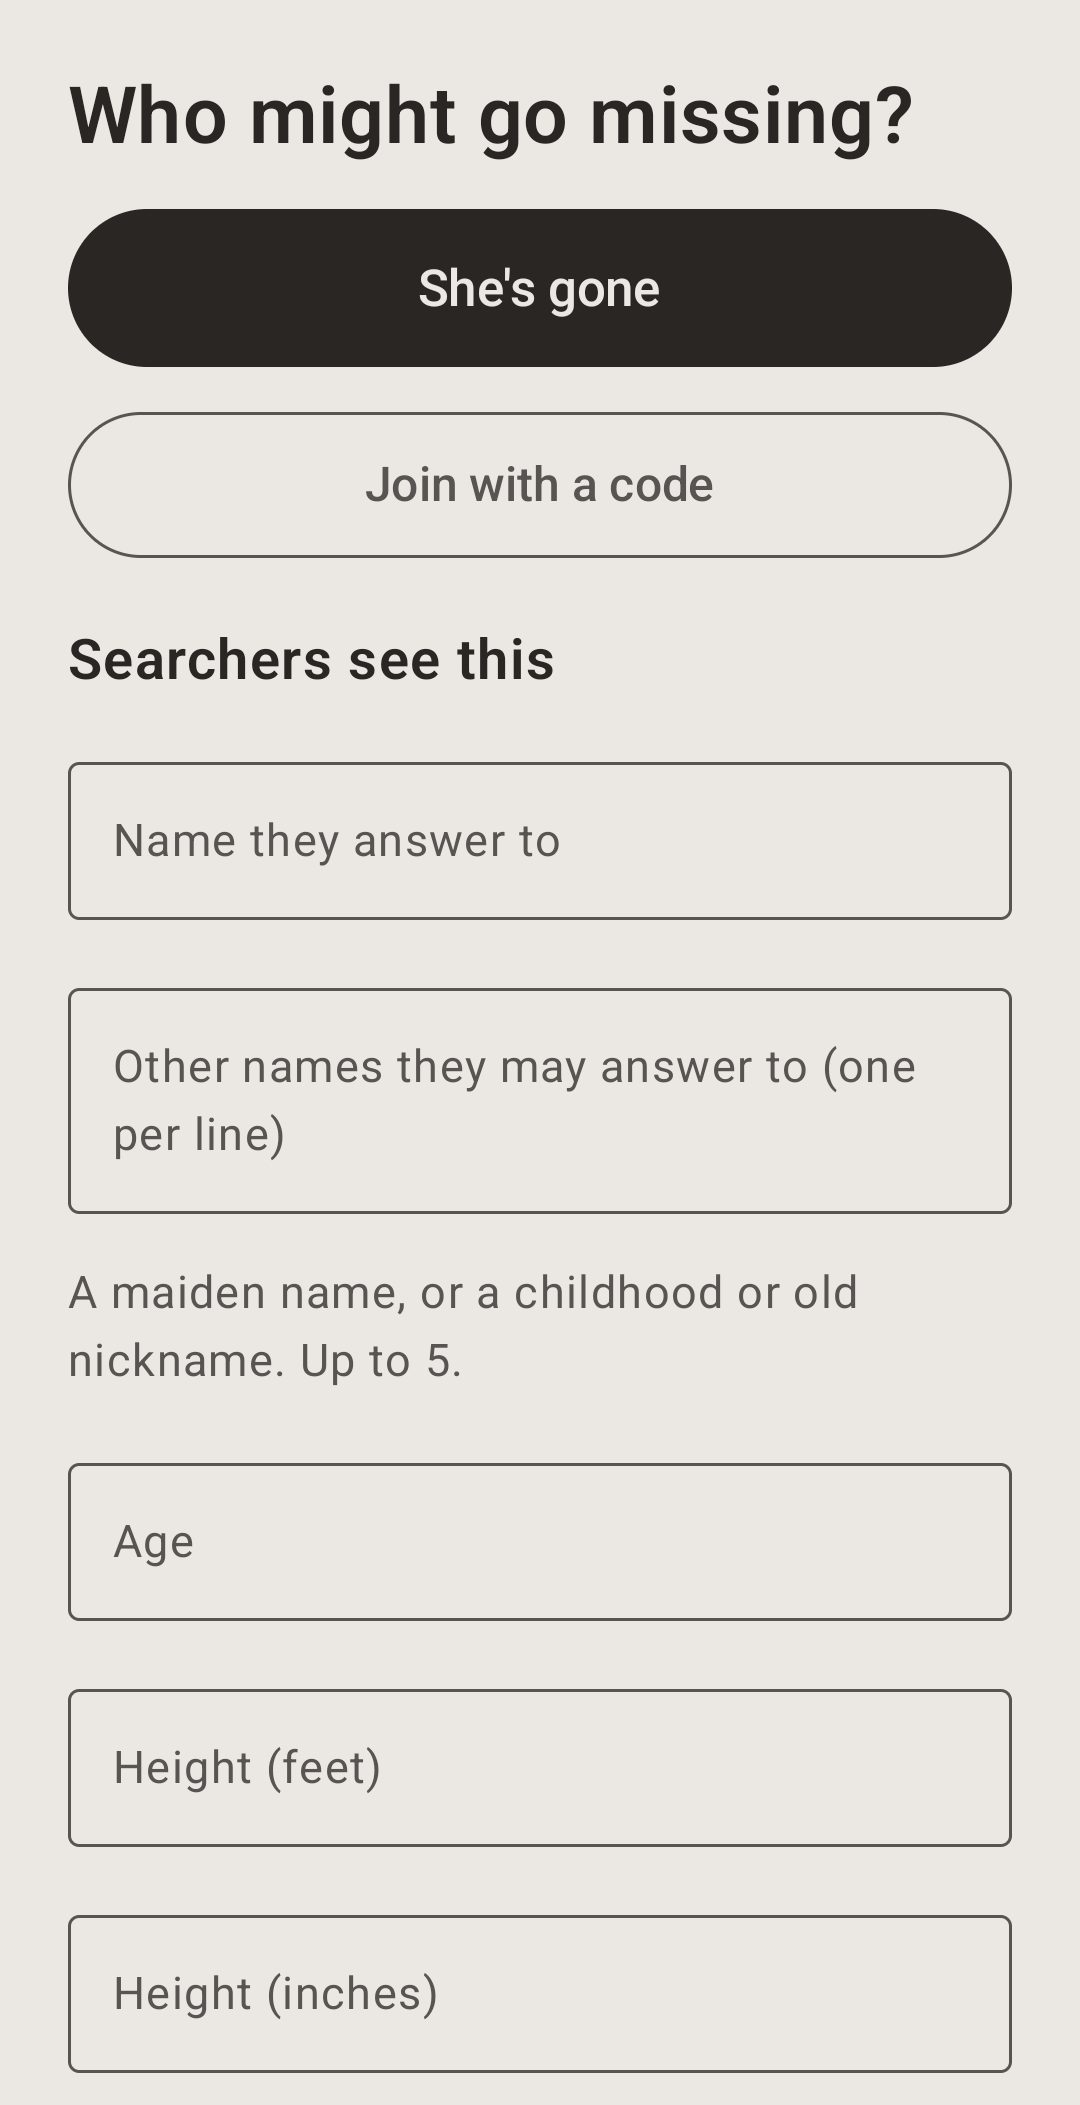 Who might go missing?
She's gone
Join with a code
Searchers see this
Name they answer to
Other names they may answer to (one
per line)
A maiden name, or a childhood or old
nickname. Up to 5.
Age
Height (feet)
Height (inches)